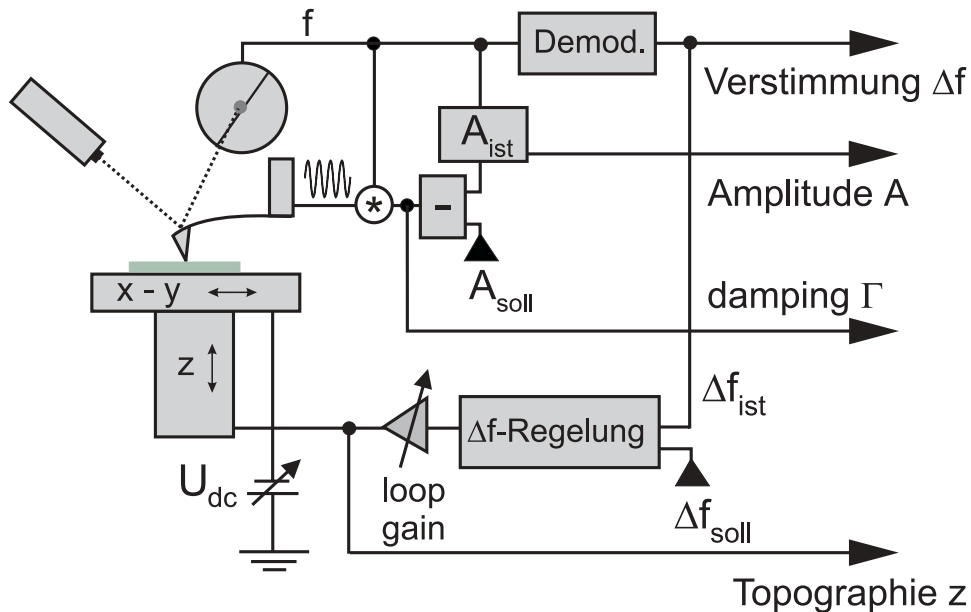 f
Demod.
Verstimmung Δf
A_ist
Amplitude A
*
-
A_soll
x - y
damping Γ
z
Δf_ist
Δf-Regelung
U_dc
loop
gain
Δf_soll
Topographie z